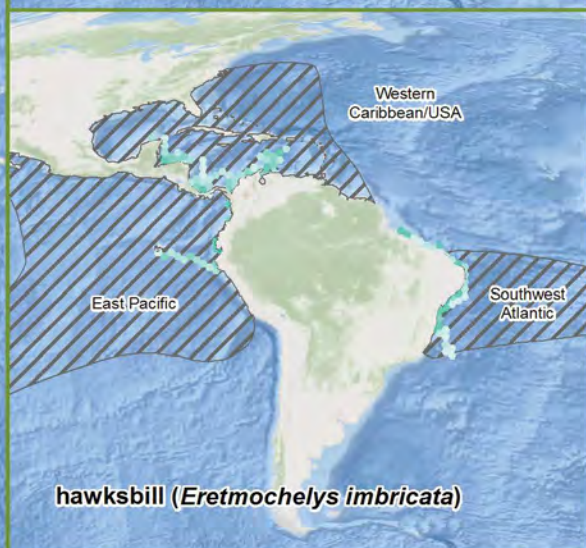 Western
Caribbean/USA
East Pacific
Southwest
Atlantic
hawksbill (Eretmochelys imbricata)